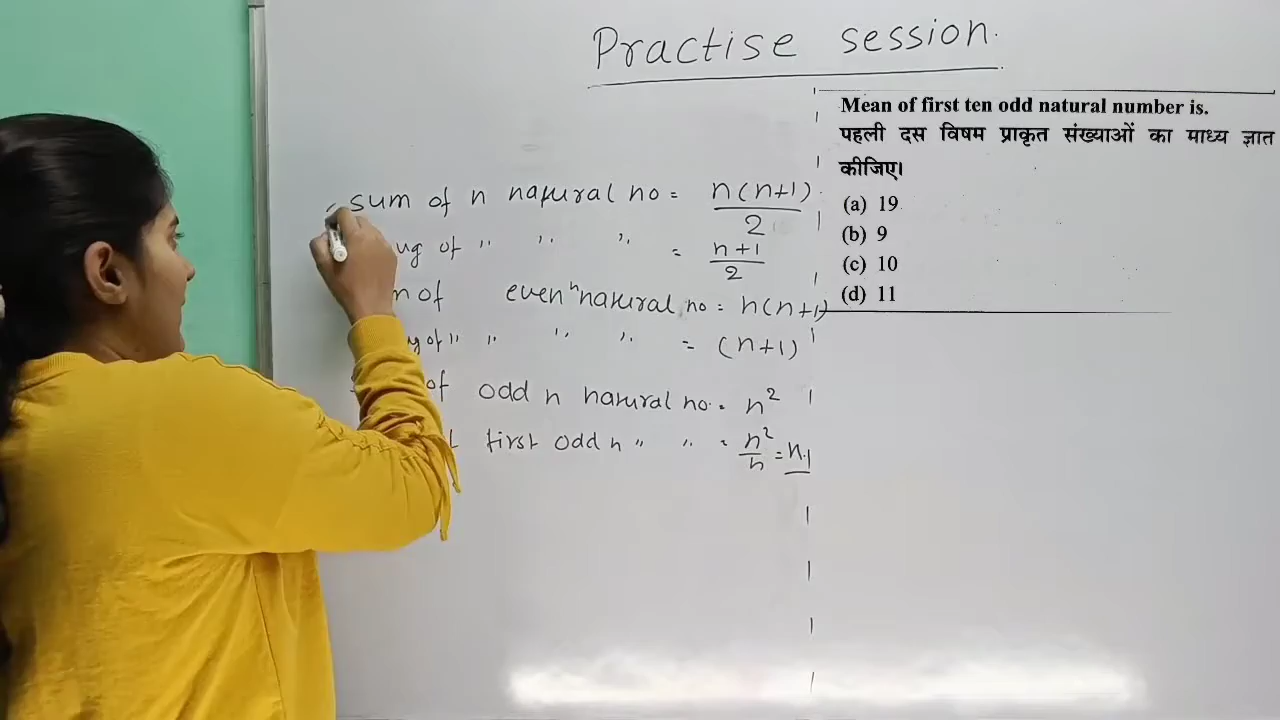 Practise session.
sum of n natural no = n(n+1)/2
ug of " " " = n+1/2
n of even n natural no = n(n+1)
g of " " " " = (n+1)
of odd n natural no. = n²
first odd n " " = n²/n = n.
Mean of first ten odd natural number is.
पहली दस विषम प्राकृत संख्याओं का माध्य ज्ञात
कीजिए।
(a) 19
(b) 9
(c) 10
(d) 11